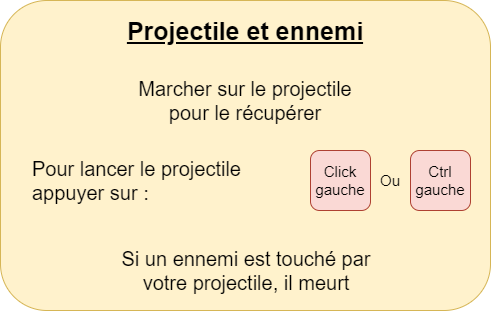 Projectile et ennemi
Marcher sur le projectile
pour le récupérer
Pour lancer le projectile
appuyer sur :
Click
gauche
Ou
Ctrl
gauche
Si un ennemi est touché par
votre projectile, il meurt